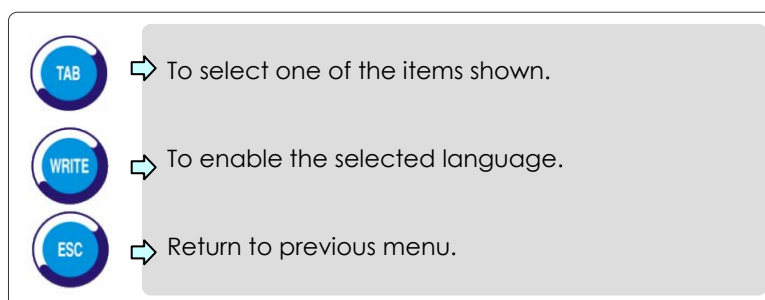 TAB To select one of the items shown.
WRITE To enable the selected language.
ESC Return to previous menu.